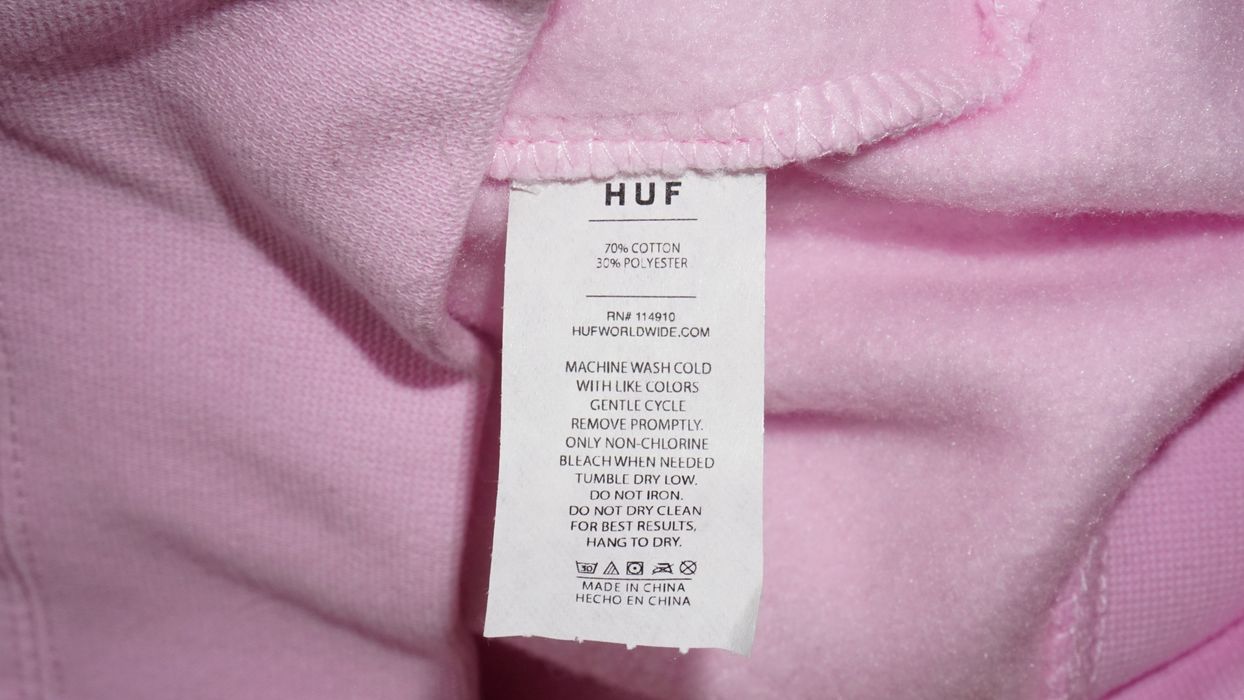 HUF
70% COTTON
30% POLYESTER
RN# 114910
HUFWORLDWIDE.COM
MACHINE WASH COLD
WITH LIKE COLORS
GENTLE CYCLE
REMOVE PROMPTLY.
ONLY NON-CHLORINE
BLEACH WHEN NEEDED
TUMBLE DRY LOW.
DO NOT IRON.
DO NOT DRY CLEAN
FOR BEST RESULTS,
HANG TO DRY.
30
MADE IN CHINA
HECHO EN CHINA